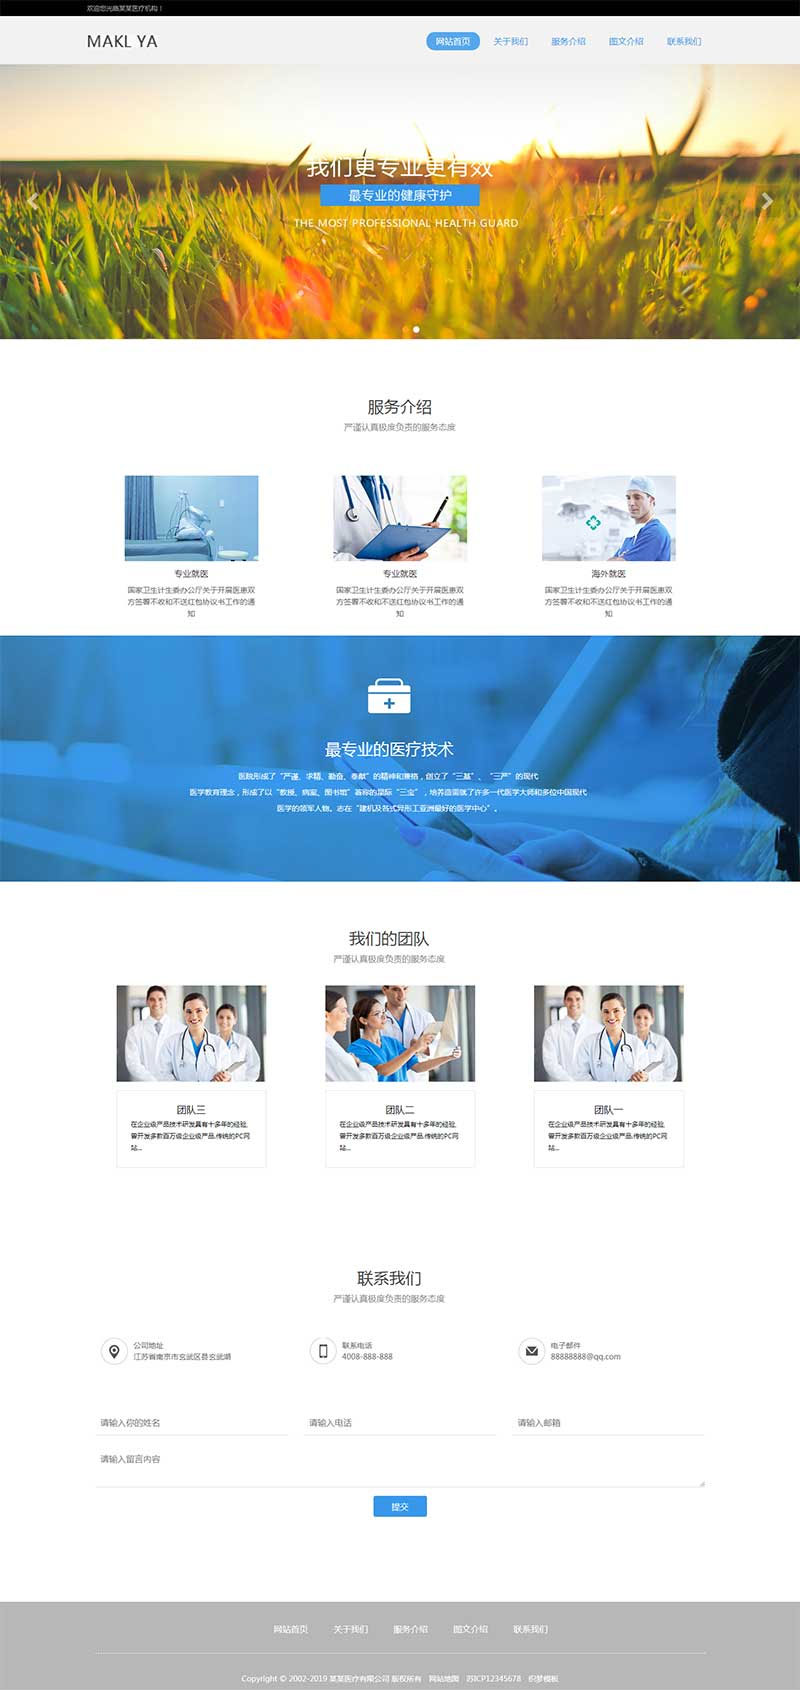 欢迎您光临某某医疗机构！
MAKL YA
网站首页 关于我们 服务介绍 图文介绍 联系我们
我们更专业更有效
最专业的健康守护
THE MOST PROFESSIONAL HEALTH GUARD
服务介绍
严谨认真极度负责的服务态度
专业就医
国家卫生计生委办公厅关于开展医患双
方签署不收和不送红包协议书工作的通
知
专业就医
国家卫生计生委办公厅关于开展医患双
方签署不收和不送红包协议书工作的通
知
海外就医
国家卫生计生委办公厅关于开展医患双
方签署不收和不送红包协议书工作的通
知
最专业的医疗技术
医院形成了“严谨、求精、勤奋、奉献”的精神和兼格，创立了“三基”、“三严”的现代
医学教育理念，形成了以“教授、病案、图书馆”著称的
“三宝”，培养造就了许多一代医学大师和多位中国现代
医学的领军人物。志在“建机及各式异形工亚洲最好的医学中心”。
我们的团队
严谨认真极度负责的服务态度
团队三
在企业级产品技术研发具有十多年的经验,
曾开发多款百万级企业级产品,传统的PC网
站...
团队二
在企业级产品技术研发具有十多年的经验,
曾开发多款百万级企业级产品,传统的PC网
站...
团队一
在企业级产品技术研发具有十多年的经验,
曾开发多款百万级企业级产品,传统的PC网
站...
联系我们
严谨认真极度负责的服务态度
公司地址
江苏省南京市玄武区县玄武湖
联系电话
4008-888-888
电子邮件
88888888@qq.com
请输入你的姓名 请输入电话 请输入邮箱
请输入留言内容
提交
网站首页 关于我们 服务介绍 图文介绍 联系我们
Copyright © 2002-2019 某某医疗有限公司 版权所有 网站地图 苏ICP12345678 织梦模板